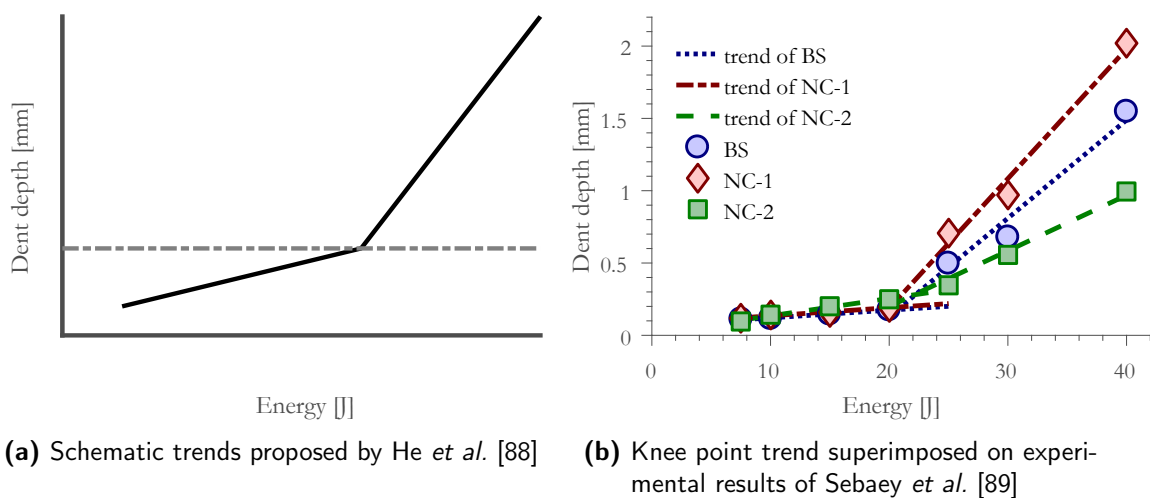 Dent depth [mm]
Energy [J]
(a) Schematic trends proposed by He et al. [88]
Dent depth [mm]
2
1.5
1
0.5
0
trend of BS
trend of NC-1
trend of NC-2
BS
NC-1
NC-2
0 10 20 30 40
Energy [J]
(b) Knee point trend superimposed on experi-
mental results of Sebaey et al. [89]